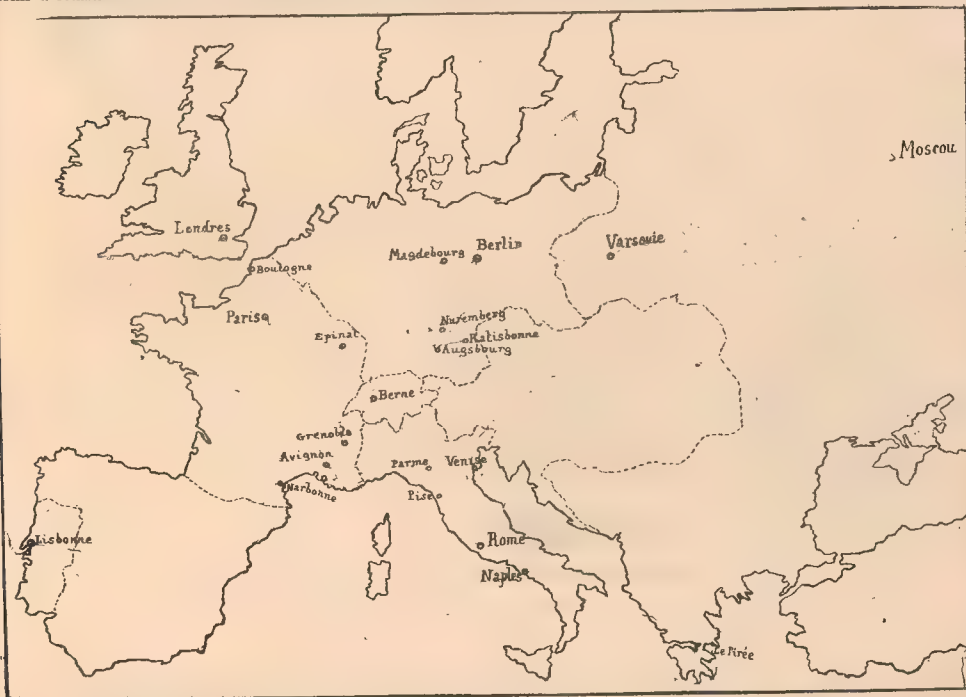 Moscou
Londres
Magdebourg
Berlin
Varsovie
Boulogne
Paris
Nuremberg
Epinal
Ratisbonne
Augsbourg
Berne
Grenoble
Avignon
Parme
Venise
Narbonne
Pise
Lisbonne
Rome
Naples
Le Pirée